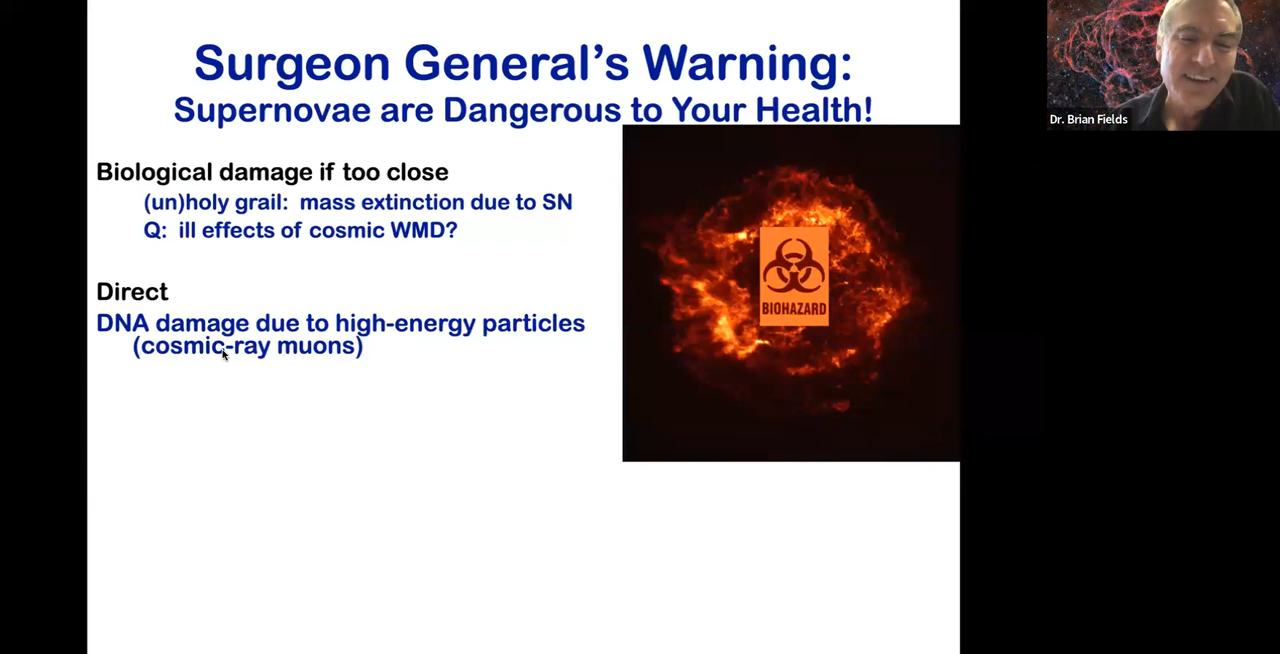 Surgeon General’s Warning:
Supernovae are Dangerous to Your Health!
Biological damage if too close
(un)holy grail: mass extinction due to SN
Q: ill effects of cosmic WMD?
Direct
DNA damage due to high-energy particles
(cosmic-ray muons)
BIOHAZARD
Dr. Brian Fields